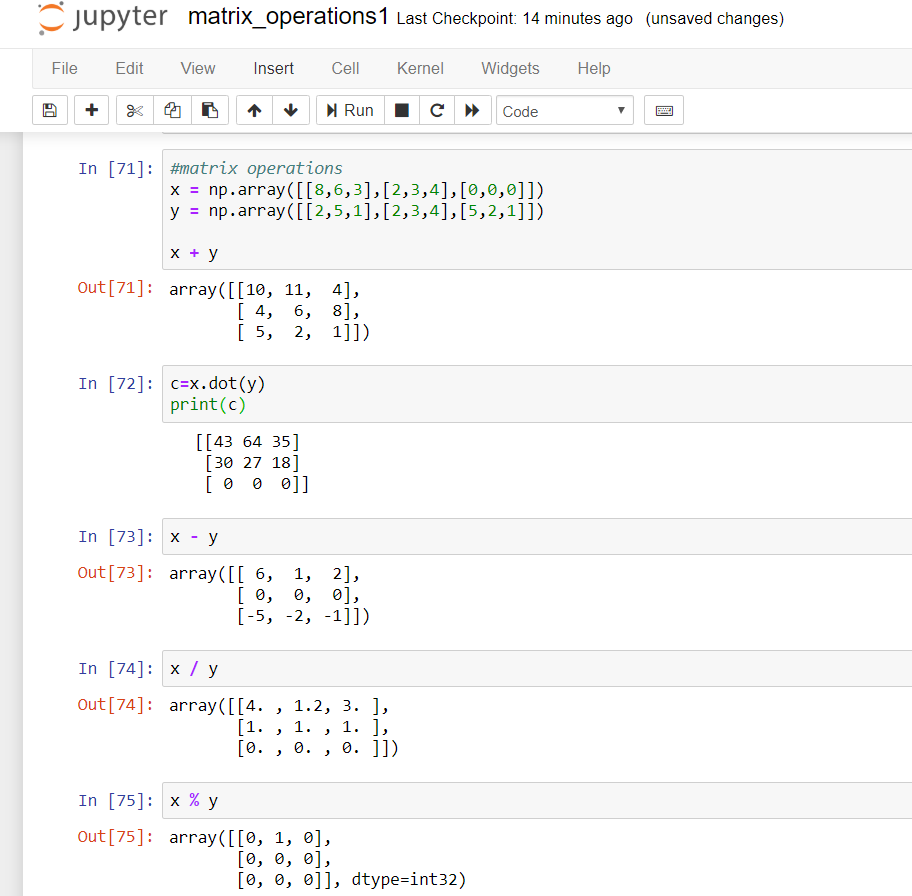 jupyter matrix_operations1 Last Checkpoint: 14 minutes ago (unsaved changes)
File Edit View Insert Cell Kernel Widgets Help
Run Code
In [71]: #matrix operations
x = np.array([[8,6,3],[2,3,4],[0,0,0]])
y = np.array([[2,5,1],[2,3,4],[5,2,1]])
x + y
Out[71]: array([[10, 11,  4],
       [ 4,  6,  8],
       [ 5,  2,  1]])
In [72]: c=x.dot(y)
print(c)
[[43 64 35]
 [30 27 18]
 [ 0  0  0]]
In [73]: x - y
Out[73]: array([[ 6,  1,  2],
       [ 0,  0,  0],
       [-5, -2, -1]])
In [74]: x / y
Out[74]: array([[4. , 1.2, 3. ],
       [1. , 1. , 1. ],
       [0. , 0. , 0. ]])
In [75]: x % y
Out[75]: array([[0, 1, 0],
       [0, 0, 0],
       [0, 0, 0]], dtype=int32)